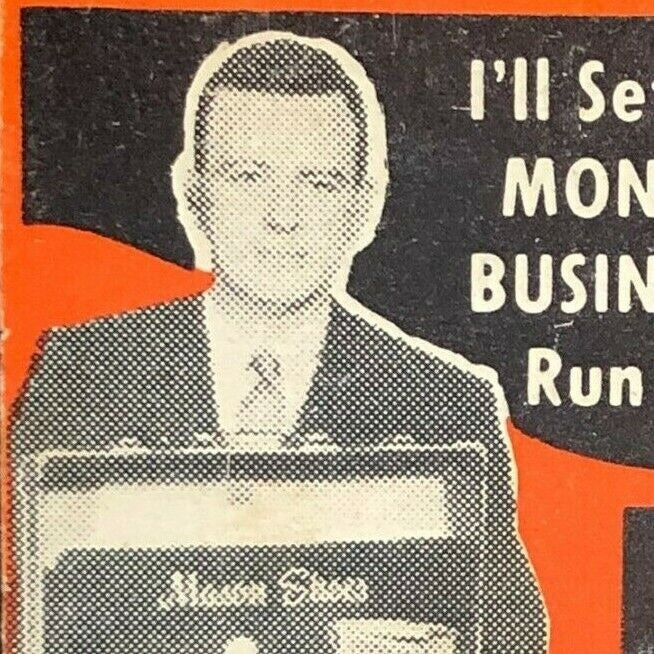 I'll Se
MON
BUSIN
Run
Mason Shoes